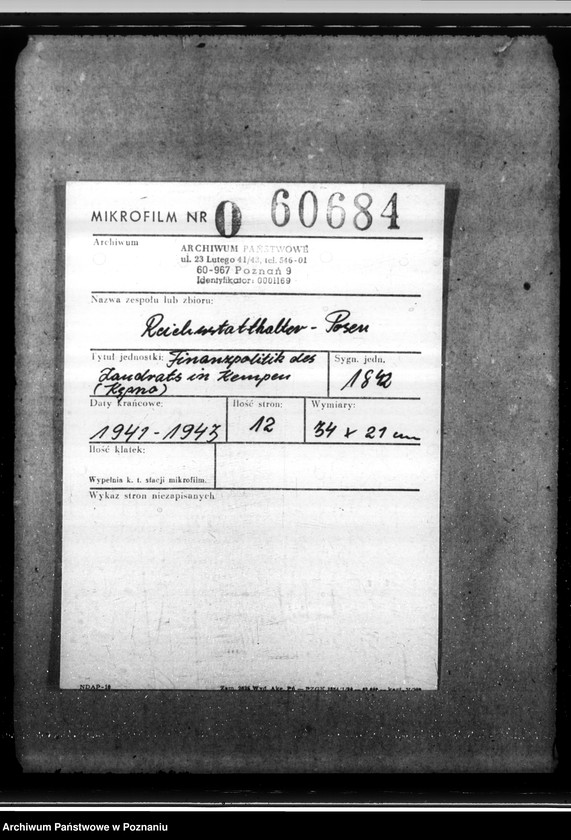 MIKROFILM NR O 60684
Archiwum
ARCHIWUM PAŃSTWOWE
ul. 23 Lutego 41/43, tel. 546-01
60-967 Poznań 9
Identyfikator: 0001169
Nazwa zespołu lub zbioru:
Reichsstatthalter - Posen
Tytuł jednostki: Finanzpolitik des
Landrats in Kempen
(Kępno)
Sygn. jedn.
1842
Daty krańcowe:
1941-1943
Ilość stron:
12
Wymiary:
34 x 21 cm
Ilość klatek:
Wypełnia k. t. stacji mikrofilm.
Wykaz stron niezapisanych
NDAP-18
Archiwum Państwowe w Poznaniu